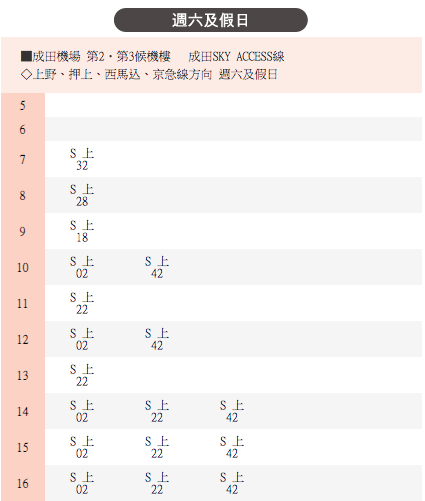 週六及假日
■成田機場 第2・第3候機樓 成田SKY ACCESS線
◇上野、押上、西馬込、京急線方向 週六及假日
5
6
7 S 上 32
8 S 上 28
9 S 上 18
10 S 上 02 S 上 42
11 S 上 22
12 S 上 02 S 上 42
13 S 上 22
14 S 上 02 S 上 22 S 上 42
15 S 上 02 S 上 22 S 上 42
16 S 上 02 S 上 22 S 上 42